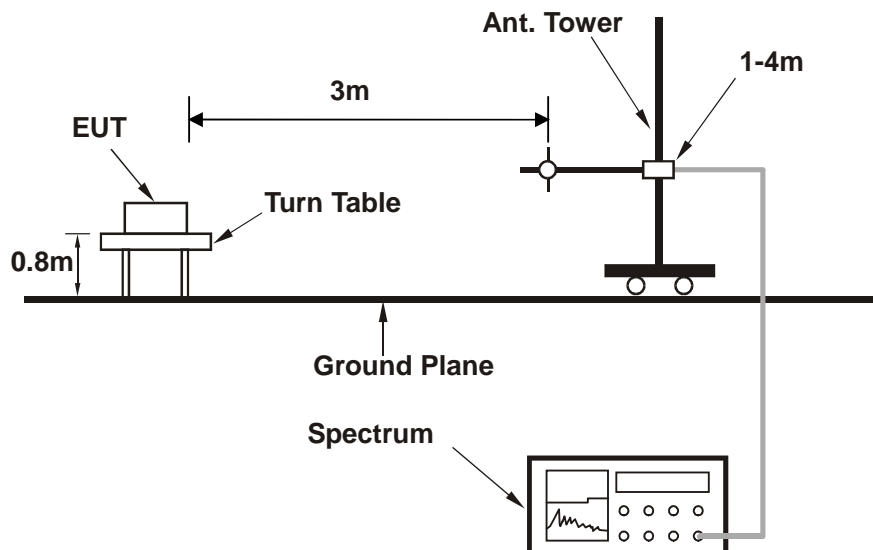 Ant. Tower
1-4m
3m
EUT
Turn Table
0.8m
Ground Plane
Spectrum